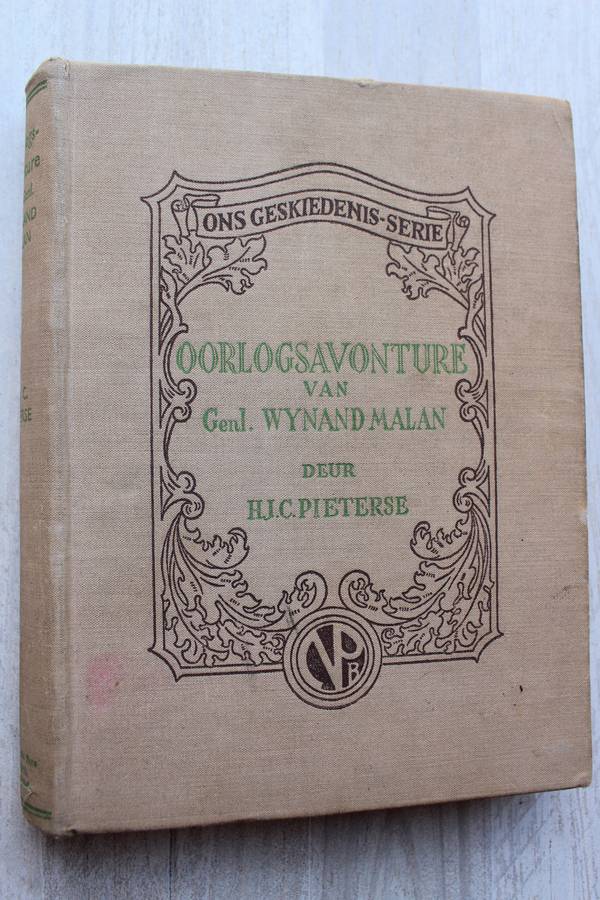 ONS GESKIEDENIS-SERIE
OORLOGSAVONTURE
VAN
Genl. WYNAND MALAN
DEUR
H.J.C. PIETERSE